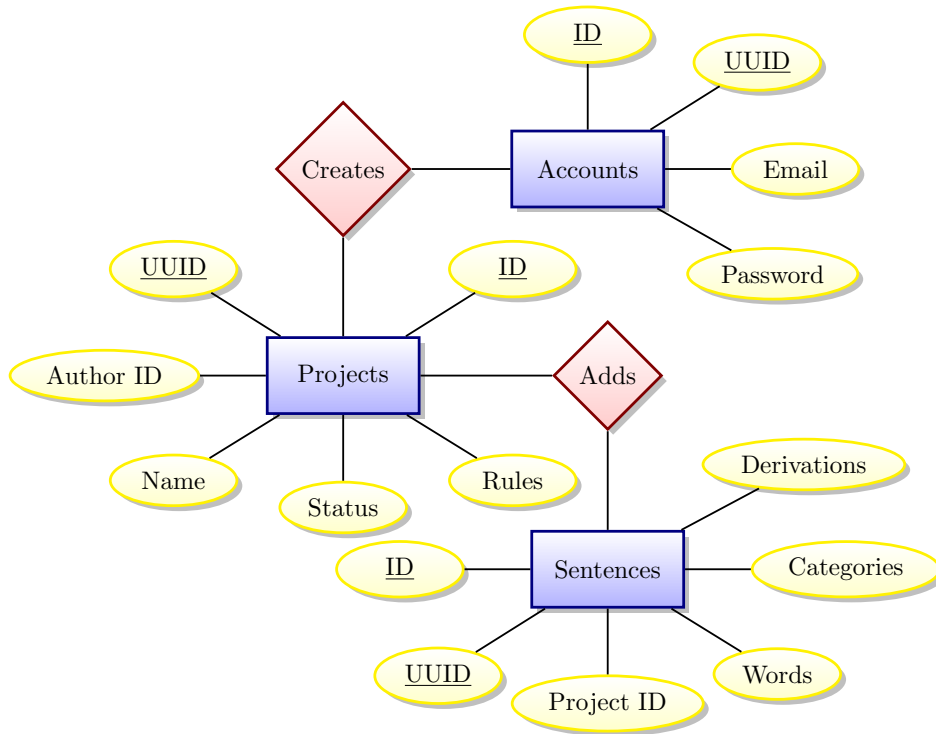 ID
UUID
Creates
Accounts
Email
UUID
ID
Password
Author ID
Projects
Adds
Name
Status
Rules
Derivations
ID
Sentences
Categories
UUID
Project ID
Words